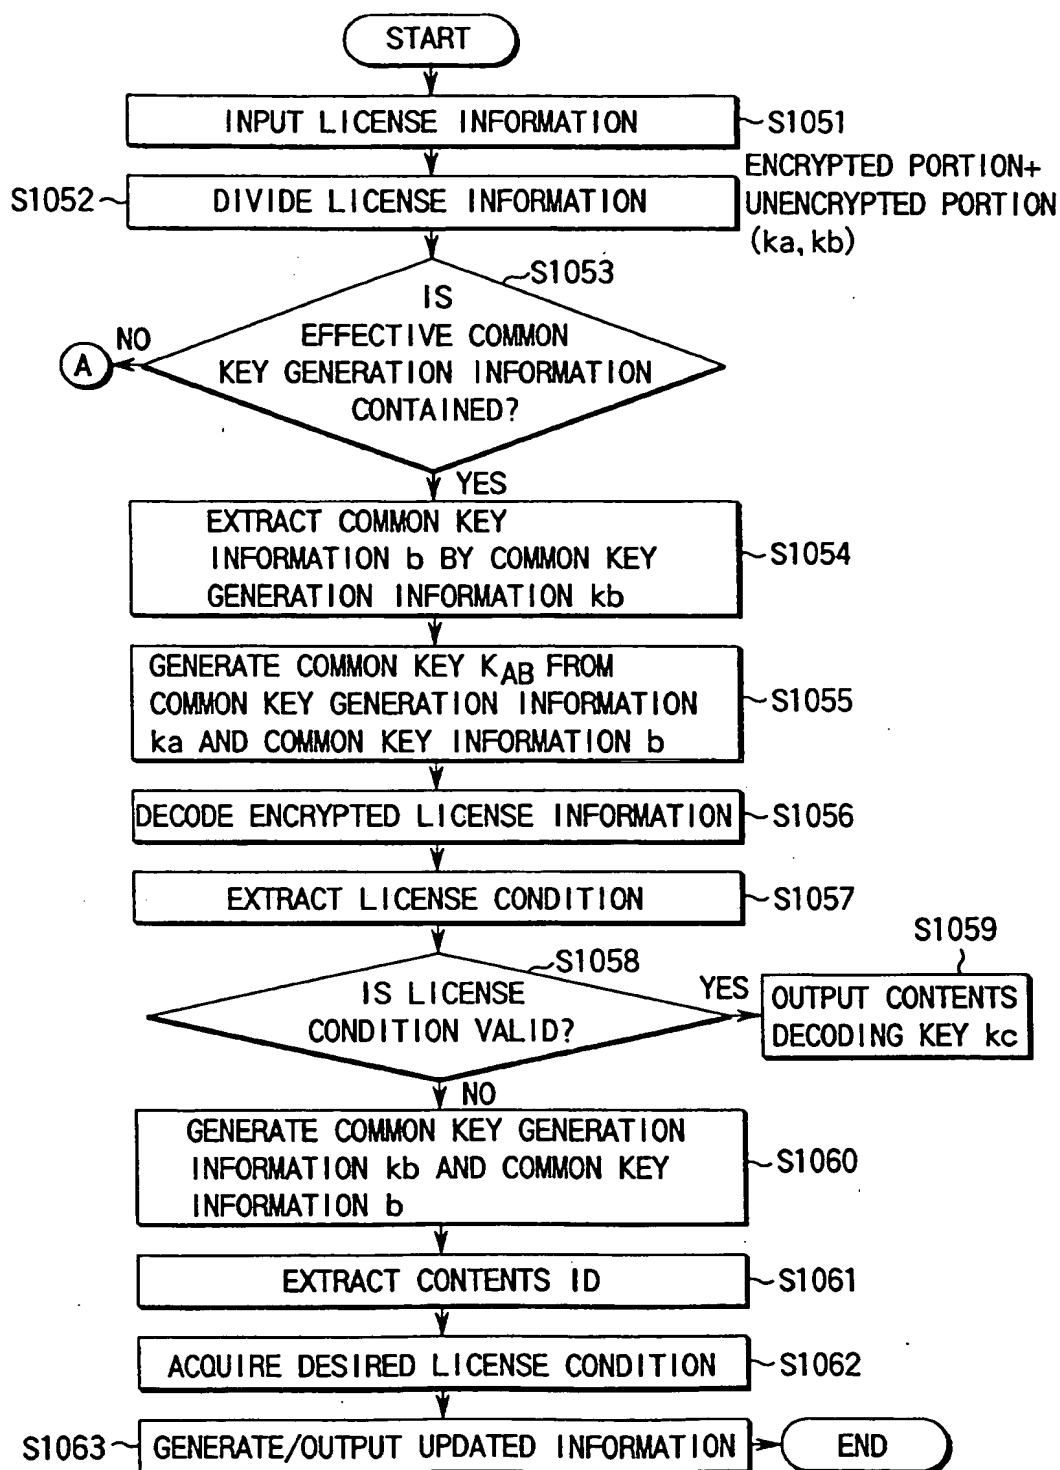 START
INPUT LICENSE INFORMATION
S1051
S1052
DIVIDE LICENSE INFORMATION
ENCRYPTED PORTION+
UNENCRYPTED PORTION
(ka, kb)
S1053
IS
EFFECTIVE COMMON
KEY GENERATION INFORMATION
CONTAINED?
NO
A
YES
EXTRACT COMMON KEY
INFORMATION b BY COMMON KEY
GENERATION INFORMATION kb
S1054
GENERATE COMMON KEY KAB FROM
COMMON KEY GENERATION INFORMATION
ka AND COMMON KEY INFORMATION b
S1055
DECODE ENCRYPTED LICENSE INFORMATION
S1056
EXTRACT LICENSE CONDITION
S1057
S1058
IS LICENSE
CONDITION VALID?
YES
S1059
OUTPUT CONTENTS
DECODING KEY kc
NO
GENERATE COMMON KEY GENERATION
INFORMATION kb AND COMMON KEY
INFORMATION b
S1060
EXTRACT CONTENTS ID
S1061
ACQUIRE DESIRED LICENSE CONDITION
S1062
S1063
GENERATE/OUTPUT UPDATED INFORMATION
END